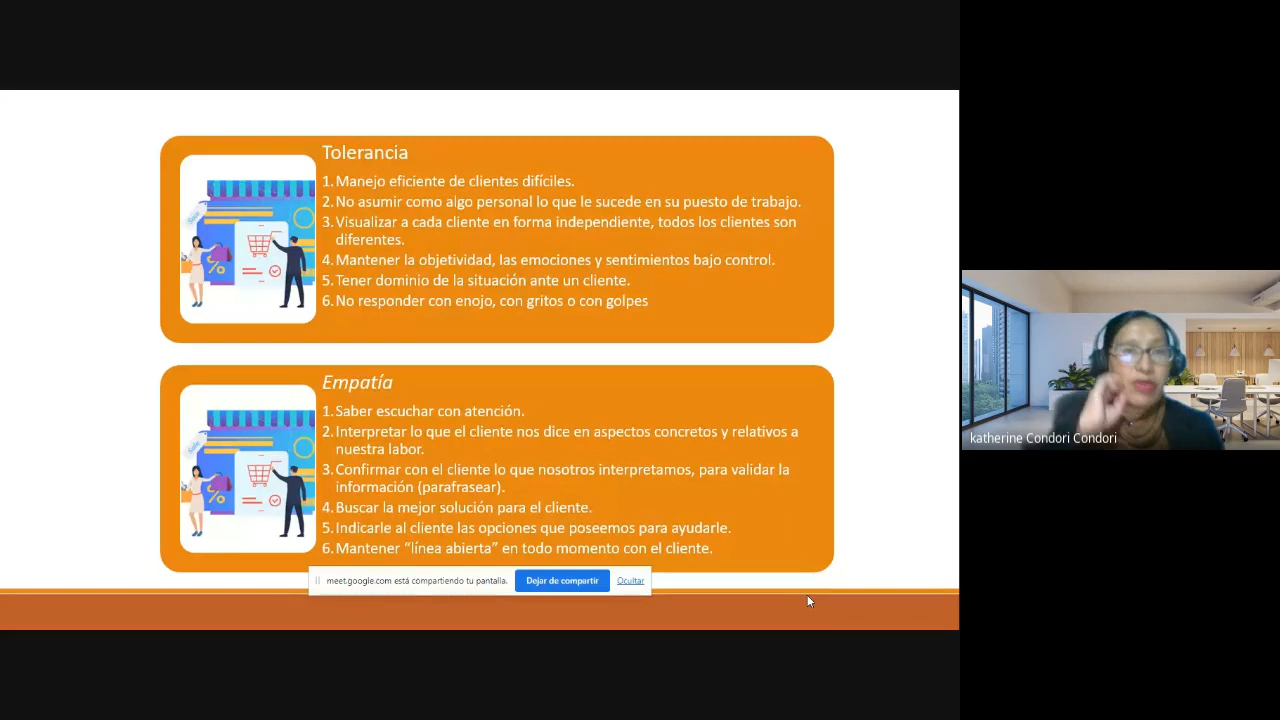 Tolerancia
1. Manejo eficiente de clientes difíciles.
2. No asumir como algo personal lo que le sucede en su puesto de trabajo.
3. Visualizar a cada cliente en forma independiente, todos los clientes son
diferentes.
4. Mantener la objetividad, las emociones y sentimientos bajo control.
5. Tener dominio de la situación ante un cliente.
6. No responder con enojo, con gritos o con golpes
Empatía
1. Saber escuchar con atención.
2. Interpretar lo que el cliente nos dice en aspectos concretos y relativos a
nuestra labor.
3. Confirmar con el cliente lo que nosotros interpretamos, para validar la
información (parafrasear).
4. Buscar la mejor solución para el cliente.
5. Indicarle al cliente las opciones que poseemos para ayudarle.
6. Mantener “línea abierta” en todo momento con el cliente.
meet.google.com está compartiendo tu pantalla. Dejar de compartir Ocultar
katherine Condori Condori